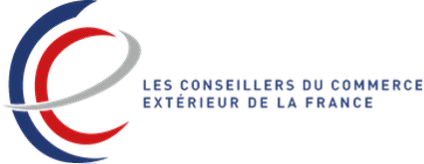 LES CONSEILLERS DU COMMERCE
EXTÉRIEUR DE LA FRANCE